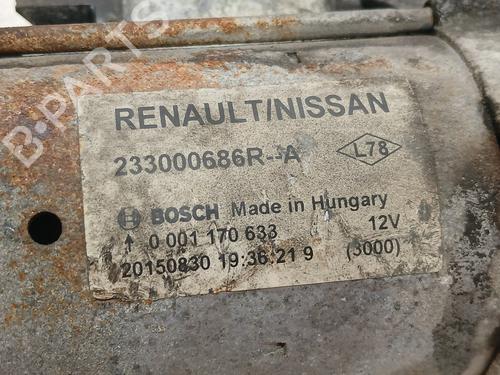 RENAULT/NISSAN
233000686R--A
L78
BOSCH Made in Hungary
0 001 170 633 12V
20150830 19:36,21 9 (3000)
B-PARTS